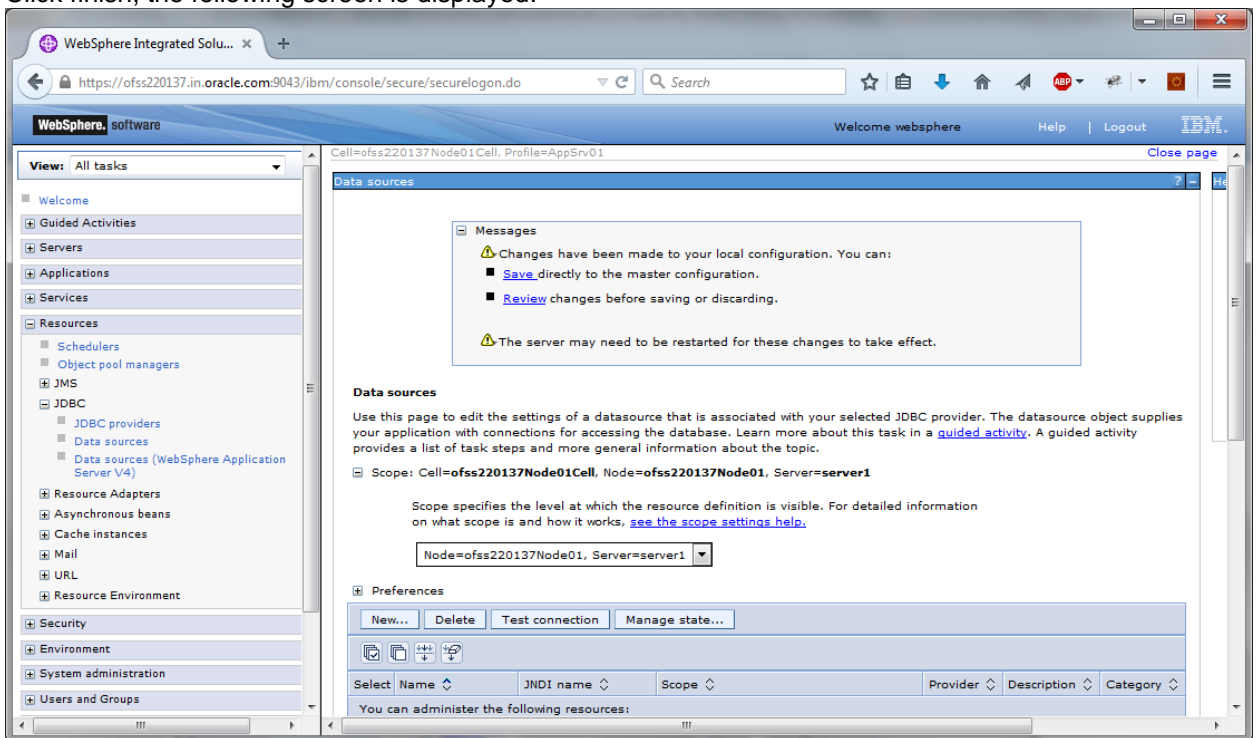 Click finish, the following screen is displayed.
WebSphere Integrated Solu... × +
https://ofss220137.in.oracle.com:9043/ibm/console/secure/securelogon.do
Search
ABP
WebSphere. software
Welcome websphere
Help | Logout
IBM.
View: All tasks
Welcome
Guided Activities
Servers
Applications
Services
Resources
Schedulers
Object pool managers
JMS
JDBC
JDBC providers
Data sources
Data sources (WebSphere Application
Server V4)
Resource Adapters
Asynchronous beans
Cache instances
Mail
URL
Resource Environment
Security
Environment
System administration
Users and Groups
Cell=ofss220137Node01Cell, Profile=AppSrv01
Close page
Data sources
? -
He
Messages
Changes have been made to your local configuration. You can:
Save directly to the master configuration.
Review changes before saving or discarding.
The server may need to be restarted for these changes to take effect.
Data sources
Use this page to edit the settings of a datasource that is associated with your selected JDBC provider. The datasource object supplies
your application with connections for accessing the database. Learn more about this task in a guided activity. A guided activity
provides a list of task steps and more general information about the topic.
Scope: Cell=ofss220137Node01Cell, Node=ofss220137Node01, Server=server1
Scope specifies the level at which the resource definition is visible. For detailed information
on what scope is and how it works, see the scope settings help.
Node=ofss220137Node01, Server=server1
Preferences
New... Delete Test connection Manage state...
Select Name JNDI name Scope Provider Description Category
You can administer the following resources: